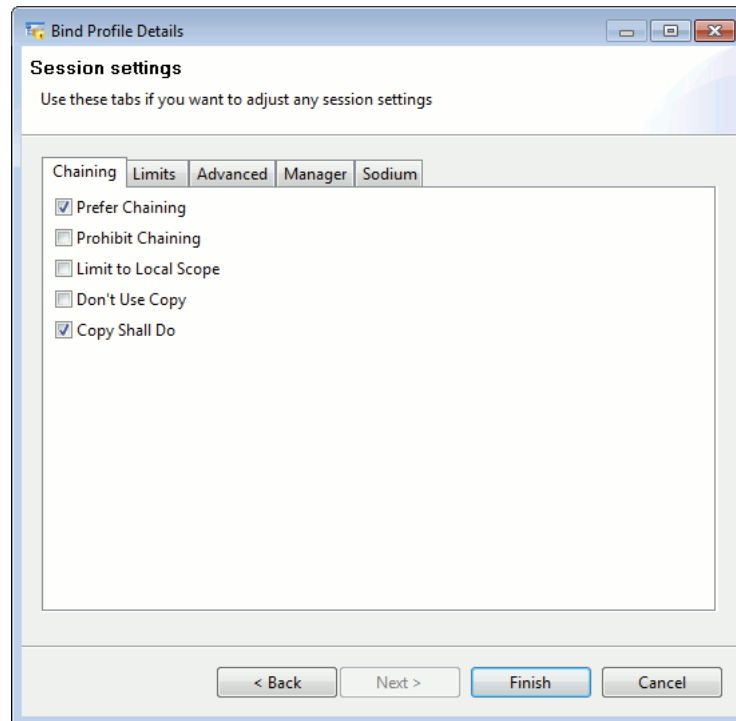 Bind Profile Details
Session settings
Use these tabs if you want to adjust any session settings
Chaining Limits Advanced Manager Sodium
Prefer Chaining
Prohibit Chaining
Limit to Local Scope
Don't Use Copy
Copy Shall Do
< Back Next > Finish Cancel